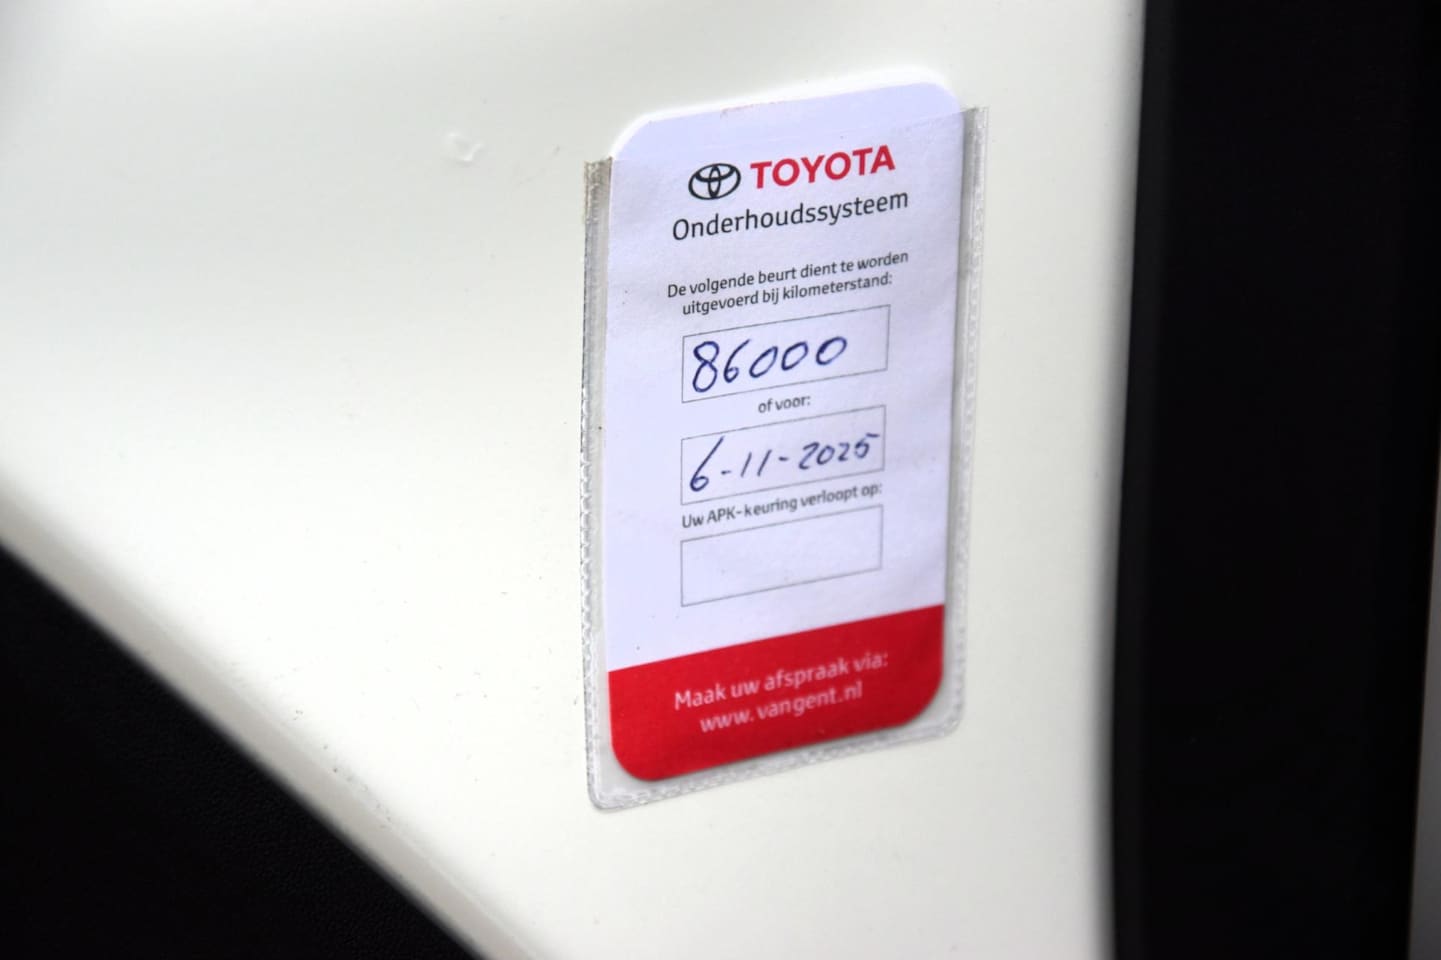 TOYOTA
Onderhoudssysteem
De volgende beurt dient te worden
uitgevoerd bij kilometerstand:
86000
of voor:
6-11-2025
Uw APK-keuring verloopt op:
Maak uw afspraak via:
www.vangent.nl